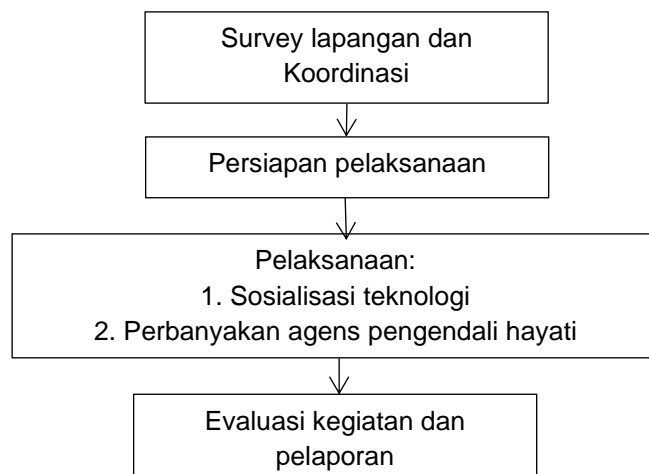 Survey lapangan dan
Koordinasi
Persiapan pelaksanaan
Pelaksanaan:
1. Sosialisasi teknologi
2. Perbanyakan agens pengendali hayati
Evaluasi kegiatan dan
pelaporan